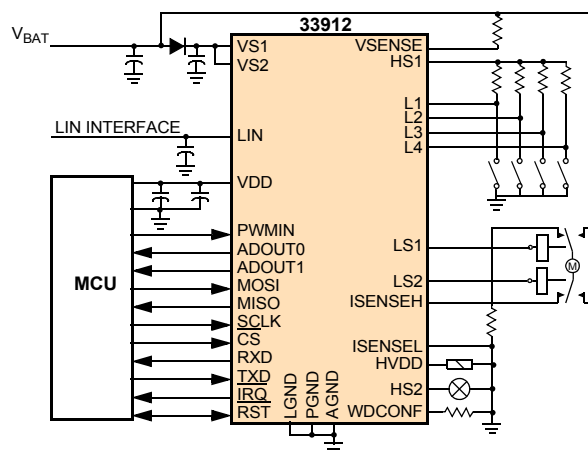 33912
V_BAT
VS1
VS2
VSENSE
HS1
L1
L2
L3
L4
LIN INTERFACE
LIN
VDD
MCU
PWMIN
ADOUT0
ADOUT1
MOSI
MISO
SCLK
CS
RXD
TXD
IRQ
RST
LS1
LS2
ISENSEH
M
ISENSEL
HVDD
HS2
WDCONF
LGND
PGND
AGND